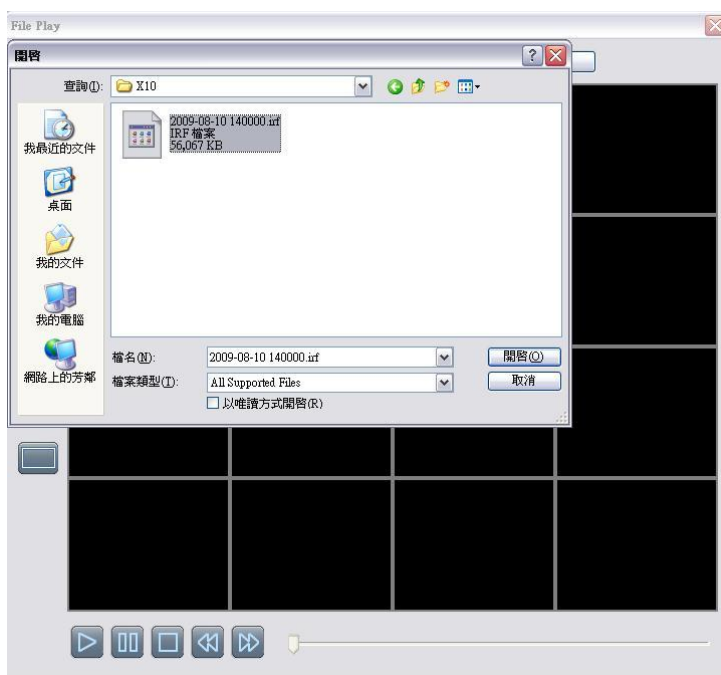 File Play
開啓
查詢(I):
X10
2009-08-10 140000.irf
IRF 檔案
56,067 KB
我最近的文件
桌面
我的文件
我的電腦
網路上的芳鄰
檔名(N):
2009-08-10 140000.irf
開啓(O)
檔案類型(T):
All Supported Files
取消
以唯讀方式開啓(R)